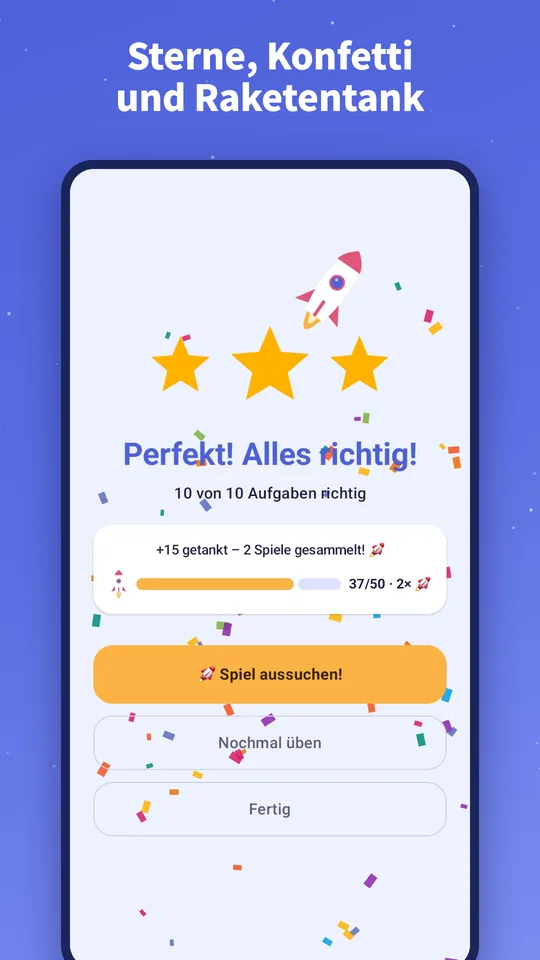 Sterne, Konfetti
und Raketentank
Perfekt! Alles richtig!
10 von 10 Aufgaben richtig
+15 getankt – 2 Spiele gesammelt! 🚀
37/50 · 2× 🚀
🚀 Spiel aussuchen!
Nochmal üben
Fertig